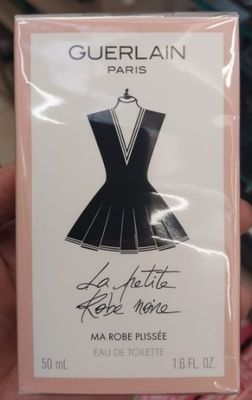 GUERLAIN
PARIS
La petite
Robe noire
MA ROBE PLISSÉE
EAU DE TOILETTE
50 mL 1.6 FL. OZ.